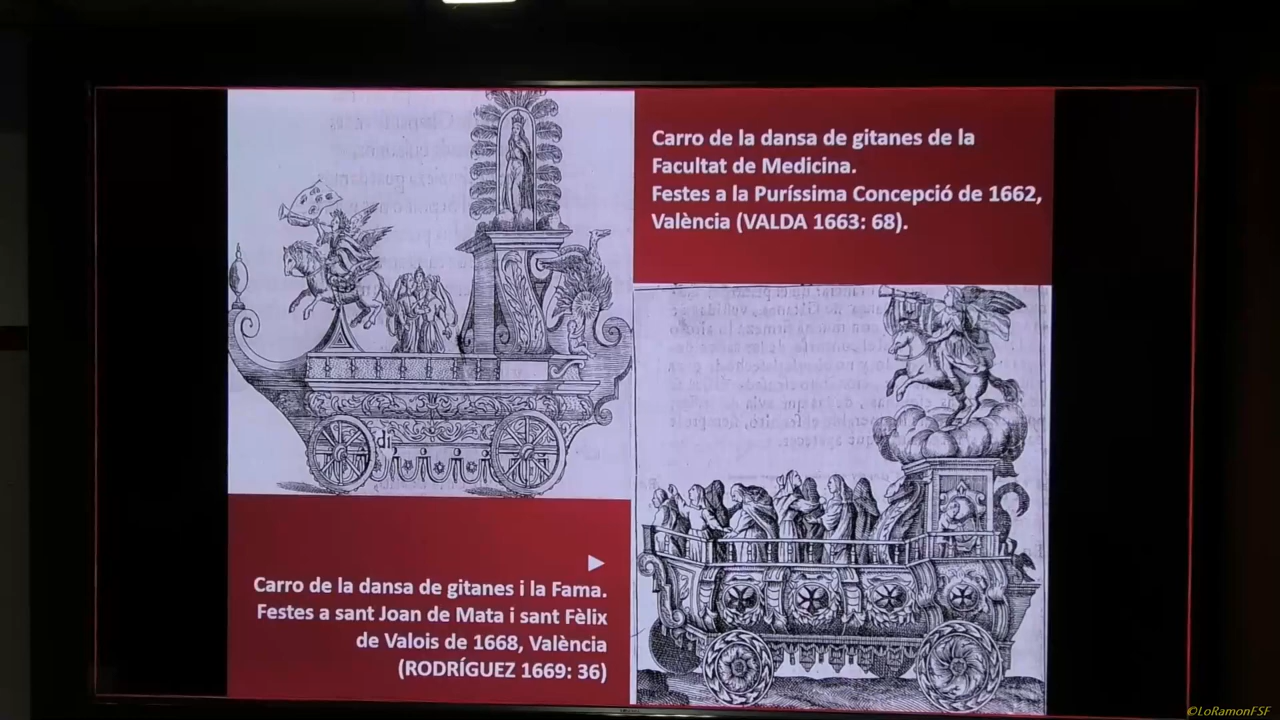 Carro de la dansa de gitanes de la
Facultat de Medicina.
Festes a la Puríssima Concepció de 1662,
València (VALDA 1663: 68).
di
Carro de la dansa de gitanes i la Fama.
Festes a sant Joan de Mata i sant Fèlix
de Valois de 1668, València
(RODRÍGUEZ 1669: 36)
©LoRamonFSF